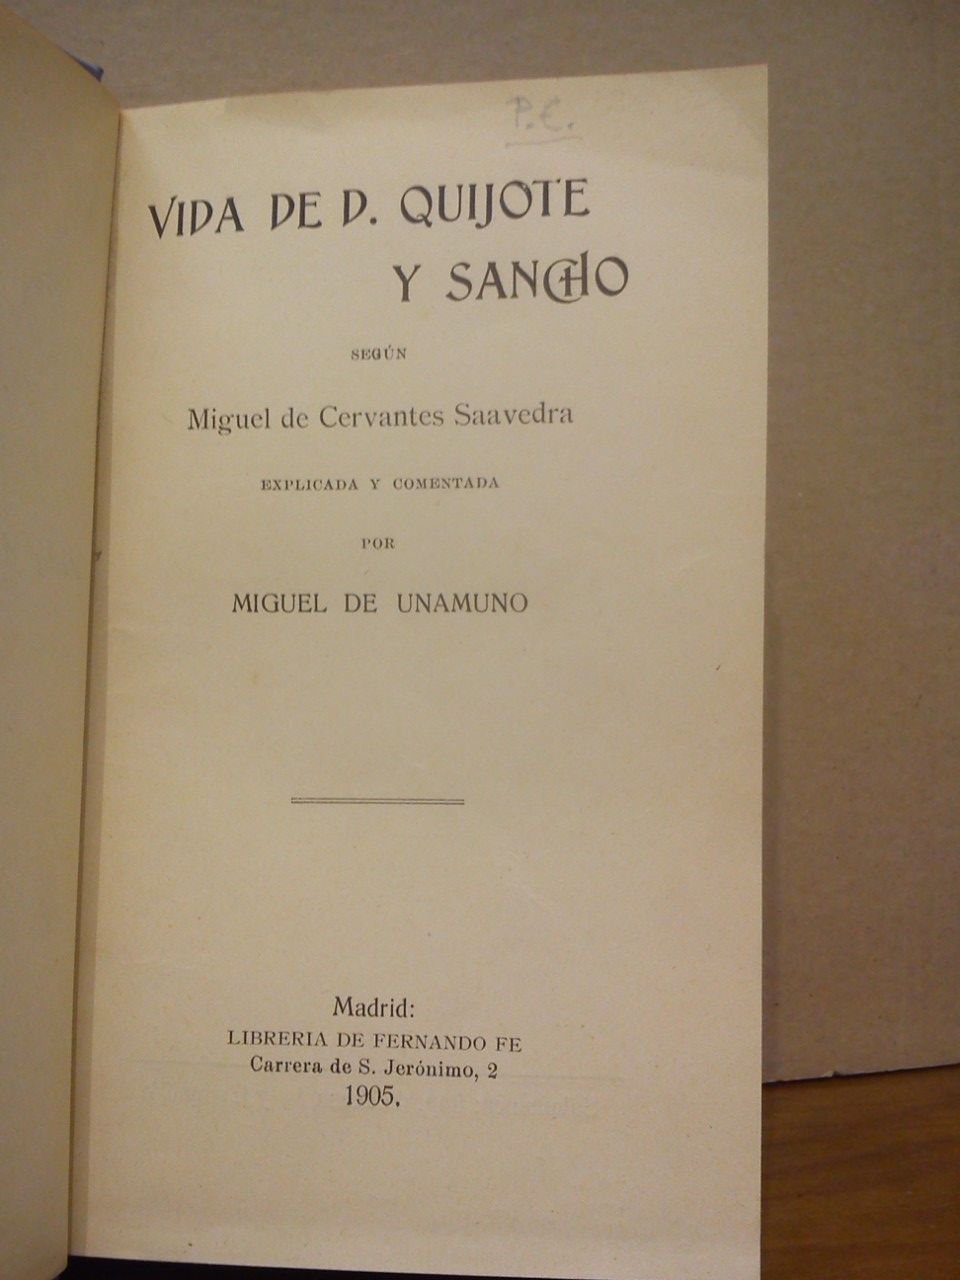 P. C.
VIDA DE D. QUIJOTE
Y SANCHO
SEGÚN
Miguel de Cervantes Saavedra
EXPLICADA Y COMENTADA
POR
MIGUEL DE UNAMUNO
Madrid:
LIBRERIA DE FERNANDO FE
Carrera de S. Jerónimo, 2
1905.